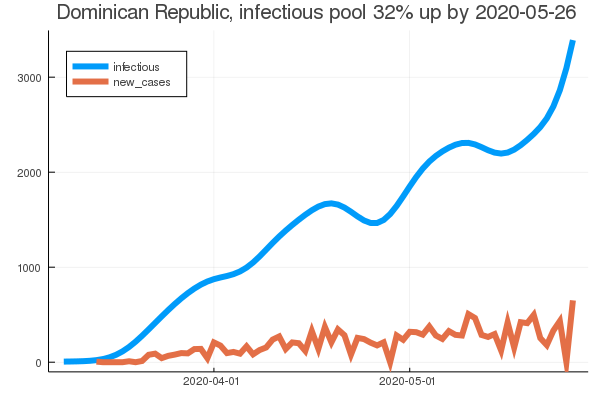 Dominican Republic, infectious pool 32% up by 2020-05-26
infectious
new_cases
3000
2000
1000
0
2020-04-01
2020-05-01